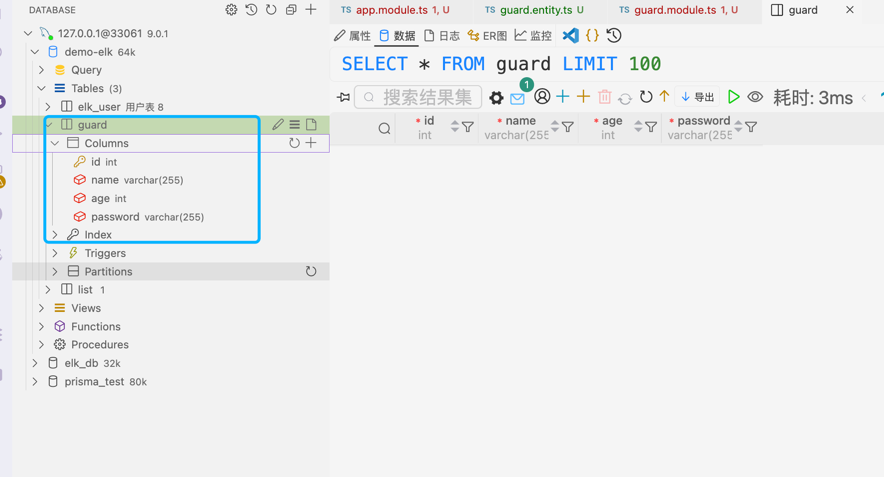 DATABASE
127.0.0.1@33061 9.0.1
demo-elk 64k
Query
Tables (3)
elk_user 用户表 8
guard
Columns
id int
name varchar(255)
age int
password varchar(255)
Index
Triggers
Partitions
list 1
Views
Functions
Procedures
elk_db 32k
prisma_test 80k
TS app.module.ts 1, U
TS guard.entity.ts U
TS guard.module.ts 1, U
guard
属性 数据 日志 ER图 监控
SELECT * FROM guard LIMIT 100
搜索结果集 1 导出 耗时: 3ms
* id * name * age * password
int varchar(255 int varchar(255)